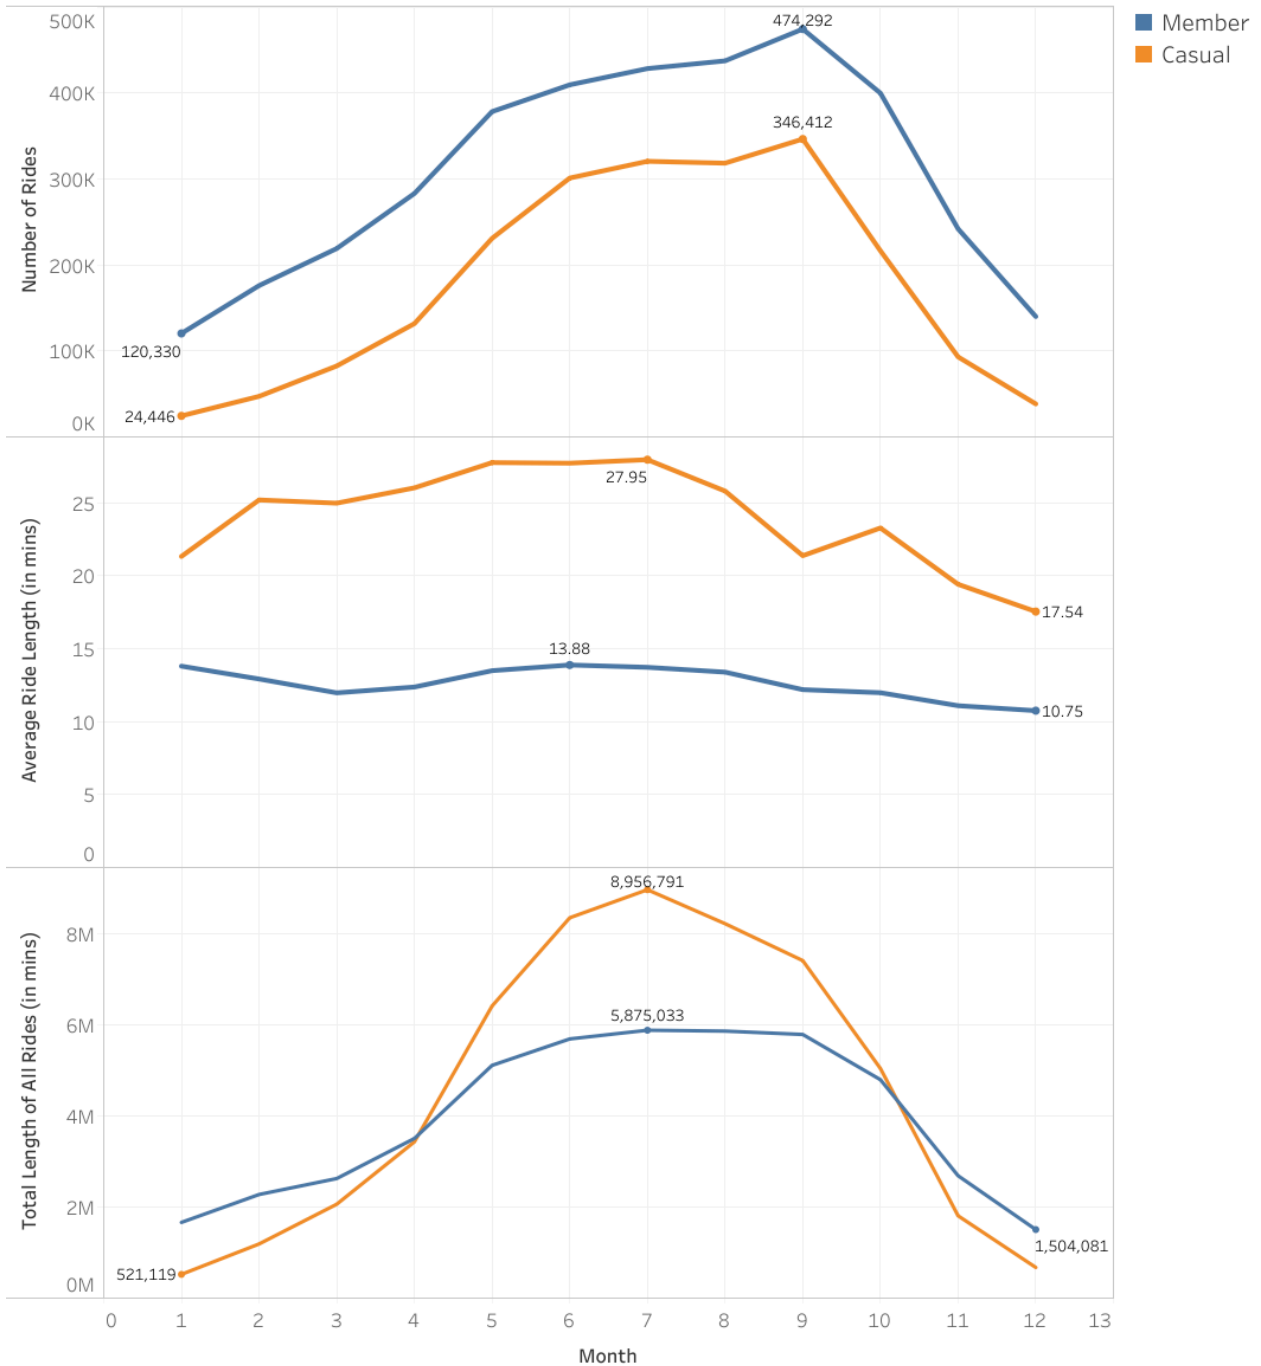 Member
Casual
Number of Rides
500K
400K
300K
200K
100K
0K
474,292
346,412
120,330
24,446
Average Ride Length (in mins)
25
20
15
10
5
0
27.95
17.54
13.88
10.75
Total Length of All Rides (in mins)
8M
6M
4M
2M
0M
8,956,791
5,875,033
521,119
1,504,081
0 1 2 3 4 5 6 7 8 9 10 11 12 13
Month